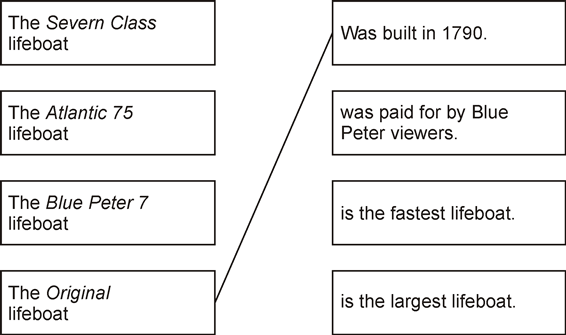 The Severn Class
lifeboat
Was built in 1790.
The Atlantic 75
lifeboat
was paid for by Blue
Peter viewers.
The Blue Peter 7
lifeboat
is the fastest lifeboat.
The Original
lifeboat
is the largest lifeboat.